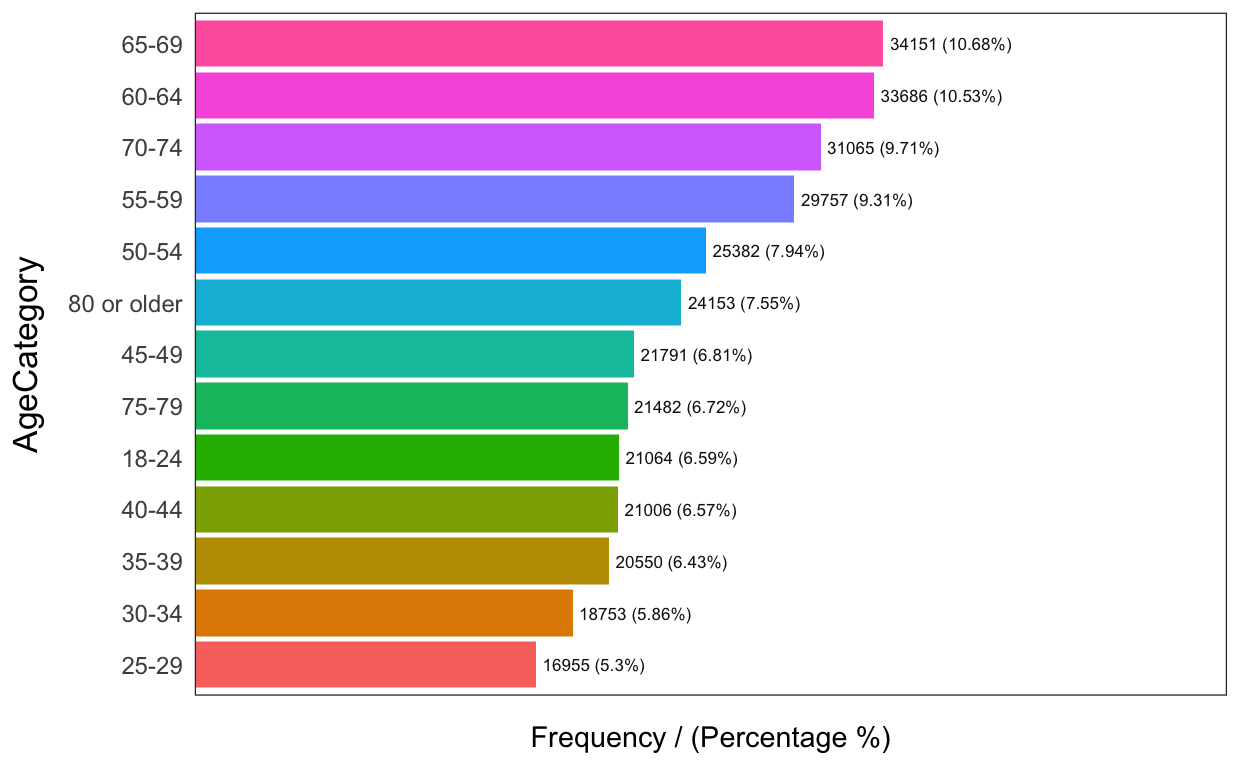 65-69 34151 (10.68%)
60-64 33686 (10.53%)
70-74 31065 (9.71%)
55-59 29757 (9.31%)
50-54 25382 (7.94%)
80 or older 24153 (7.55%)
45-49 21791 (6.81%)
75-79 21482 (6.72%)
18-24 21064 (6.59%)
40-44 21006 (6.57%)
35-39 20550 (6.43%)
30-34 18753 (5.86%)
25-29 16955 (5.3%)
AgeCategory
Frequency / (Percentage %)